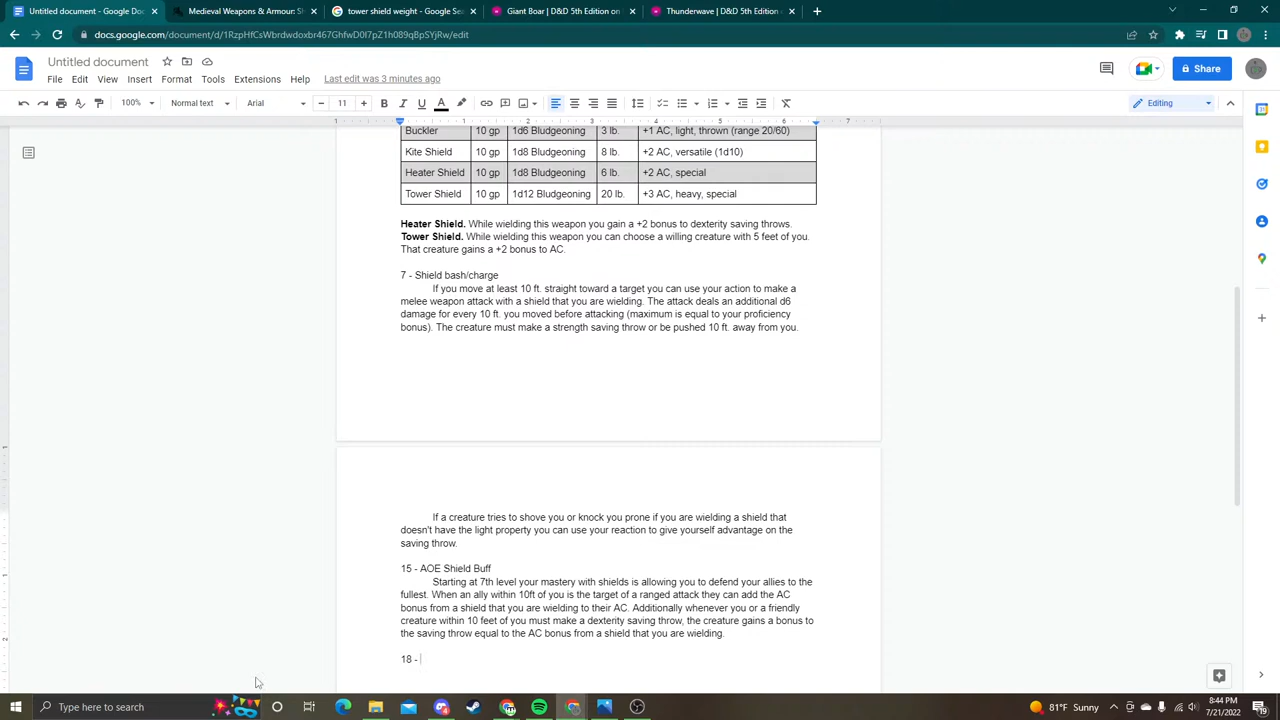 Untitled document - Google Doc
Medieval Weapons & Armour: Sh
tower shield weight - Google Sea
Giant Boar | D&D 5th Edition on
Thunderwave | D&D 5th Edition
docs.google.com/document/d/1RzpHfCsWbrdwdoxbr467GhfwD0l7pZ1h089qBpSYjRw/edit
Untitled document
File Edit View Insert Format Tools Extensions Help Last edit was 3 minutes ago
Share
100% Normal text Arial 11 Editing
1 1 2 3 4 5 6 7
Buckler 10 gp 1d6 Bludgeoning 3 lb. +1 AC, light, thrown (range 20/60)
Kite Shield 10 gp 1d8 Bludgeoning 8 lb. +2 AC, versatile (1d10)
Heater Shield 10 gp 1d8 Bludgeoning 6 lb. +2 AC, special
Tower Shield 10 gp 1d12 Bludgeoning 20 lb. +3 AC, heavy, special
Heater Shield. While wielding this weapon you gain a +2 bonus to dexterity saving throws.
Tower Shield. While wielding this weapon you can choose a willing creature with 5 feet of you.
That creature gains a +2 bonus to AC.
7 - Shield bash/charge
If you move at least 10 ft. straight toward a target you can use your action to make a
melee weapon attack with a shield that you are wielding. The attack deals an additional d6
damage for every 10 ft. you moved before attacking (maximum is equal to your proficiency
bonus). The creature must make a strength saving throw or be pushed 10 ft. away from you.
If a creature tries to shove you or knock you prone if you are wielding a shield that
doesn't have the light property you can use your reaction to give yourself advantage on the
saving throw.
15 - AOE Shield Buff
Starting at 7th level your mastery with shields is allowing you to defend your allies to the
fullest. When an ally within 10ft of you is the target of a ranged attack they can add the AC
bonus from a shield that you are wielding to their AC. Additionally whenever you or a friendly
creature within 10 feet of you must make a dexterity saving throw, the creature gains a bonus to
the saving throw equal to the AC bonus from a shield that you are wielding.
18 -
Type here to search
81°F Sunny
8:44 PM
7/21/2022